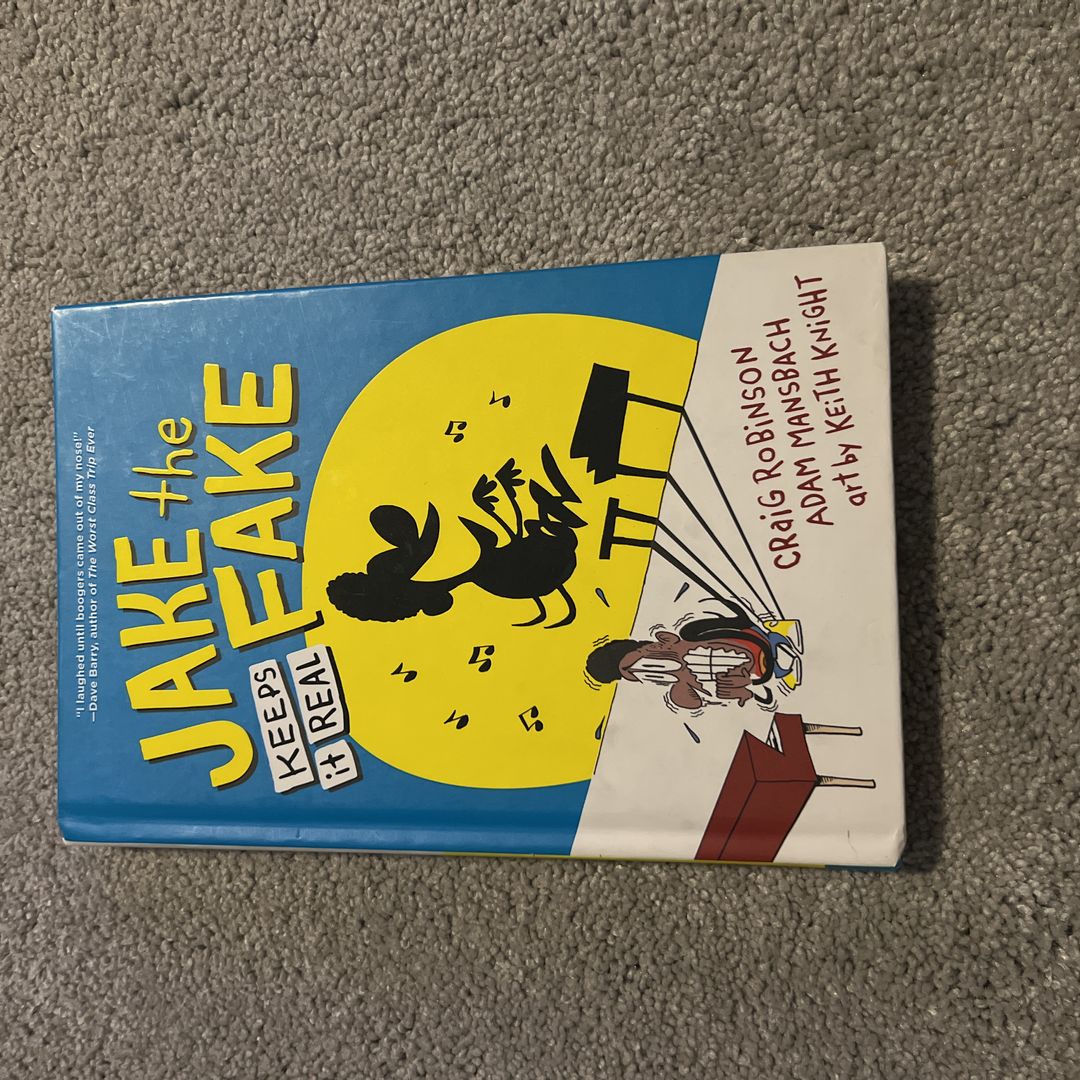 "I laughed until boogers came out of my nose!"
—Dave Barry, author of The Worst Class Trip Ever
JAKE the
FAKE
KEEPS
it REAL
CRAiG ROBiNSON
ADAM MANSBACH
art by KEiTH KNiGHT